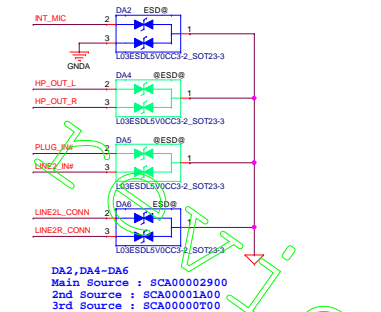 DA2 ESD@
INT_MIC 2 1
3
GNDA
L03ESDL5V0CC3-2_SOT23-3
DA4 @ESD@
HP_OUT_L 2 1
HP_OUT_R 3
L03ESDL5V0CC3-2_SOT23-3
DA5 @ESD@
PLUG_IN# 2 1
LINE2_IN# 3
L03ESDL5V0CC3-2_SOT23-3
DA6 ESD@
LINE2L_CONN 2 1
LINE2R_CONN 3
L03ESDL5V0CC3-2_SOT23-3
DA2,DA4~DA6
Main Source : SCA00002900
2nd Source : SCA00001A00
3rd Source : SCA00000T00